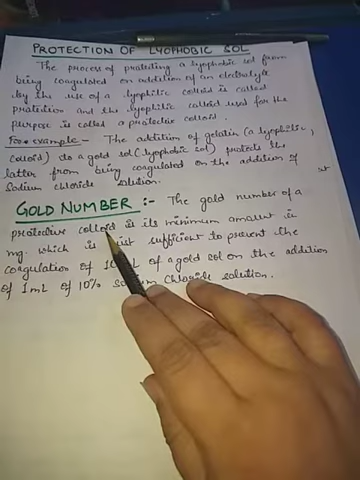 PROTECTION OF LYOPHOBIC SOL
The process of protecting a lyophobic sol from
being coagulated on addition of an electrolyte
by the use of a lyophilic colloid is called
protection and the lyophilic colloid used for the
purpose is called a protective colloid.
For example - The addition of gelatin (a lyophilic,
colloid) to a gold sol (lyophobic sol) protects the
latter from being coagulated on the addition of
Sodium chloride solution.
GOLD NUMBER :- The gold number of a
protective colloid is its minimum amount in
mg. which is just sufficient to prevent the
coagulation of 10 mL of a gold sol on the addition
of 1 mL of 10% sodium chloride solution.